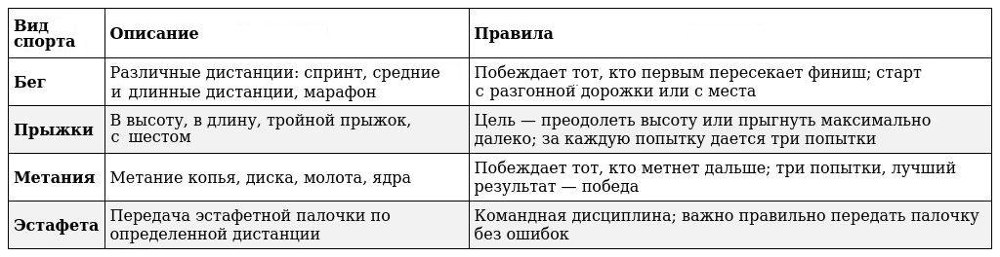 Вид
спорта
Описание
Правила
Бег
Различные дистанции: спринт, средние
и длинные дистанции, марафон
Побеждает тот, кто первым пересекает финиш; старт
с разгонной дорожки или с места
Прыжки
В высоту, в длину, тройной прыжок,
с шестом
Цель — преодолеть высоту или прыгнуть максимально
далеко; за каждую попытку дается три попытки
Метания
Метание копья, диска, молота, ядра
Побеждает тот, кто метнет дальше; три попытки, лучший
результат — победа
Эстафета
Передача эстафетной палочки по
определенной дистанции
Командная дисциплина; важно правильно передать палочку
без ошибок